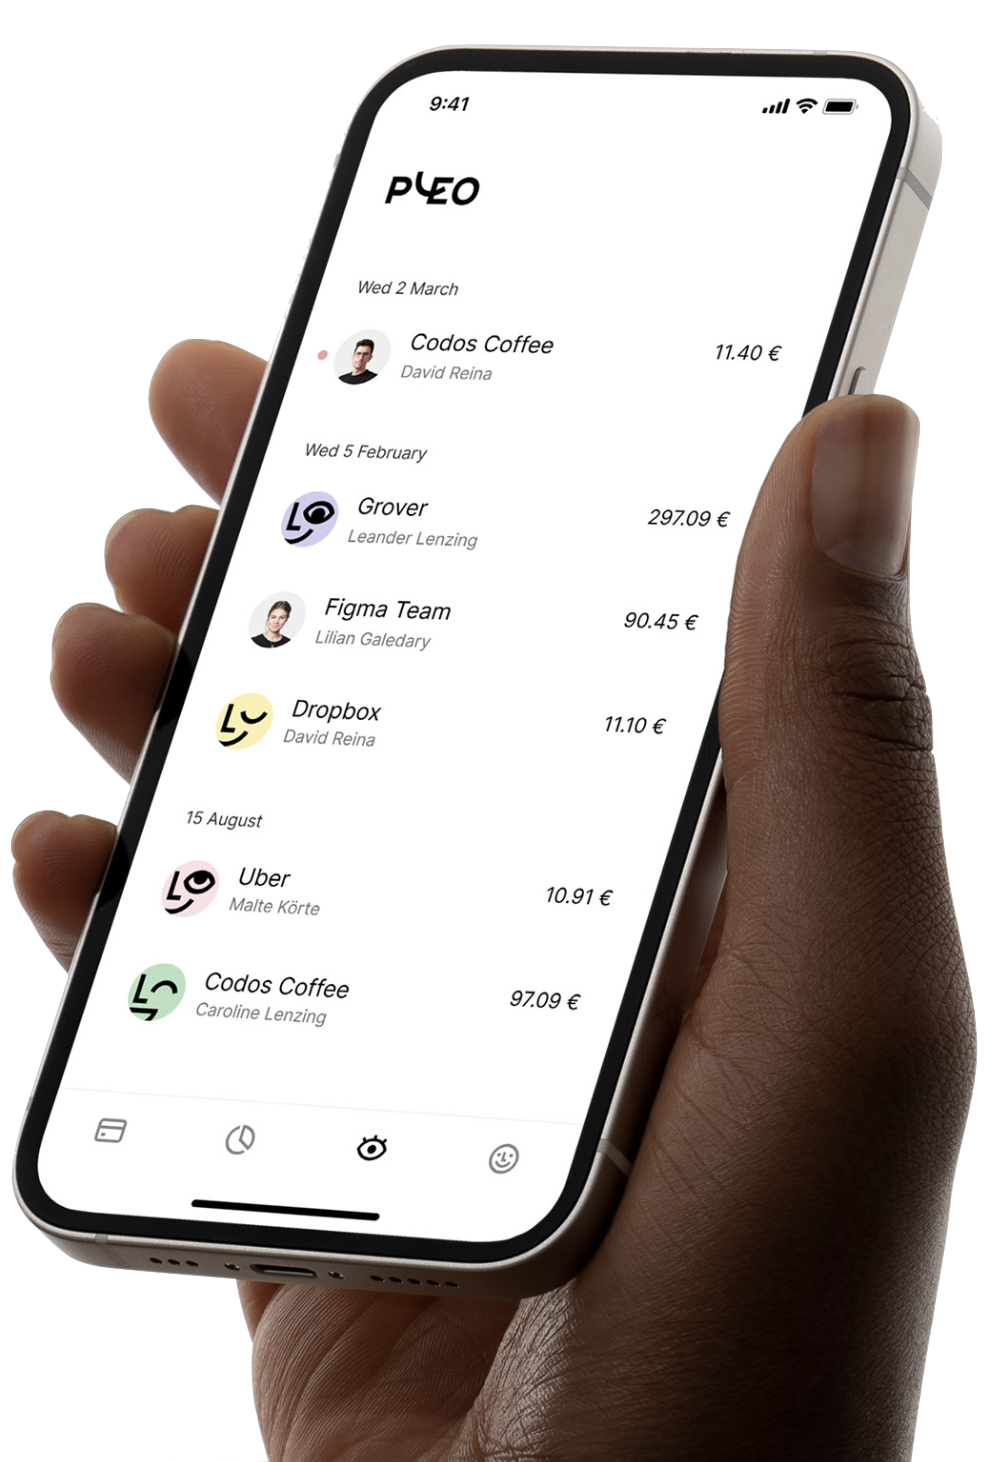 9:41
PLEO
Wed 2 March
Codos Coffee 11.40 €
David Reina
Wed 5 February
Grover 297.09 €
Leander Lenzing
Figma Team 90.45 €
Lilian Galedary
Dropbox 11.10 €
David Reina
15 August
Uber 10.91 €
Malte Körte
Codos Coffee 97.09 €
Caroline Lenzing